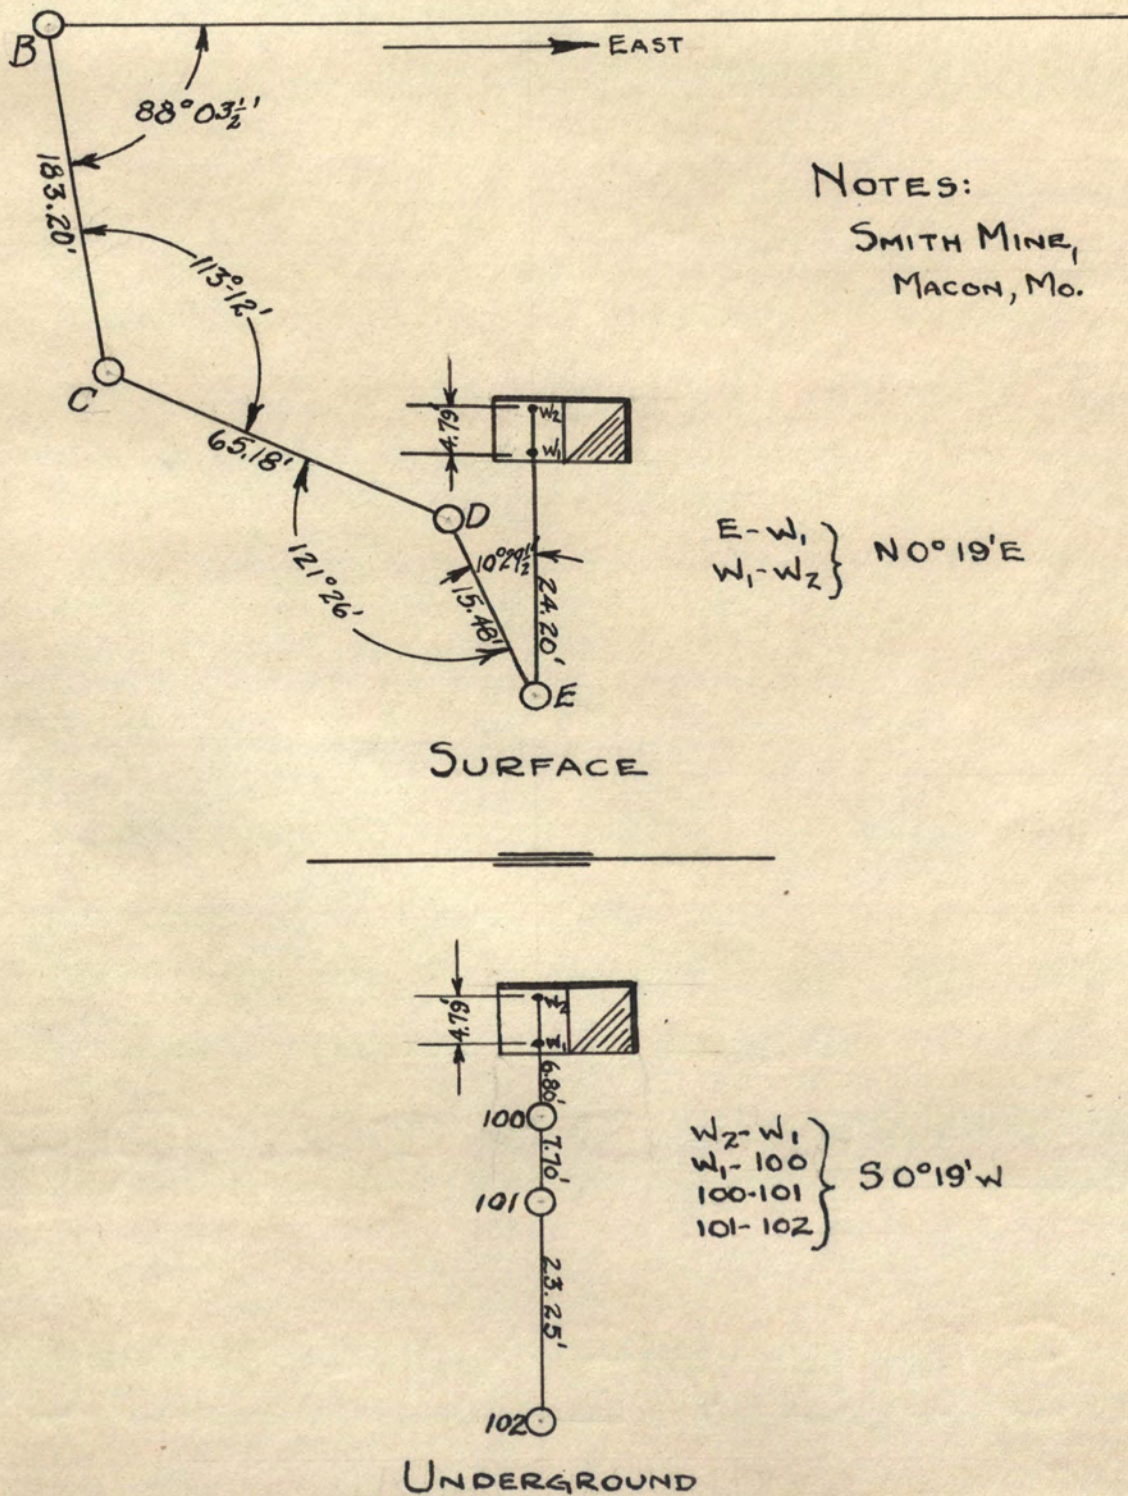 B
EAST
88°03½'
183.20'
NOTES:
SMITH MINE,
MACON, MO.
113°-12'
C
65.18'
4.79'
W2
W1
D
E-W1
W1-W2
N0°19'E
10°29½'
121°26'
15.48'
24.20'
E
SURFACE
4.79'
W2
W1
6.80'
100
7.70'
101
W2-W1
W1-100
100-101
101-102
S0°19'W
23.25'
102
UNDERGROUND